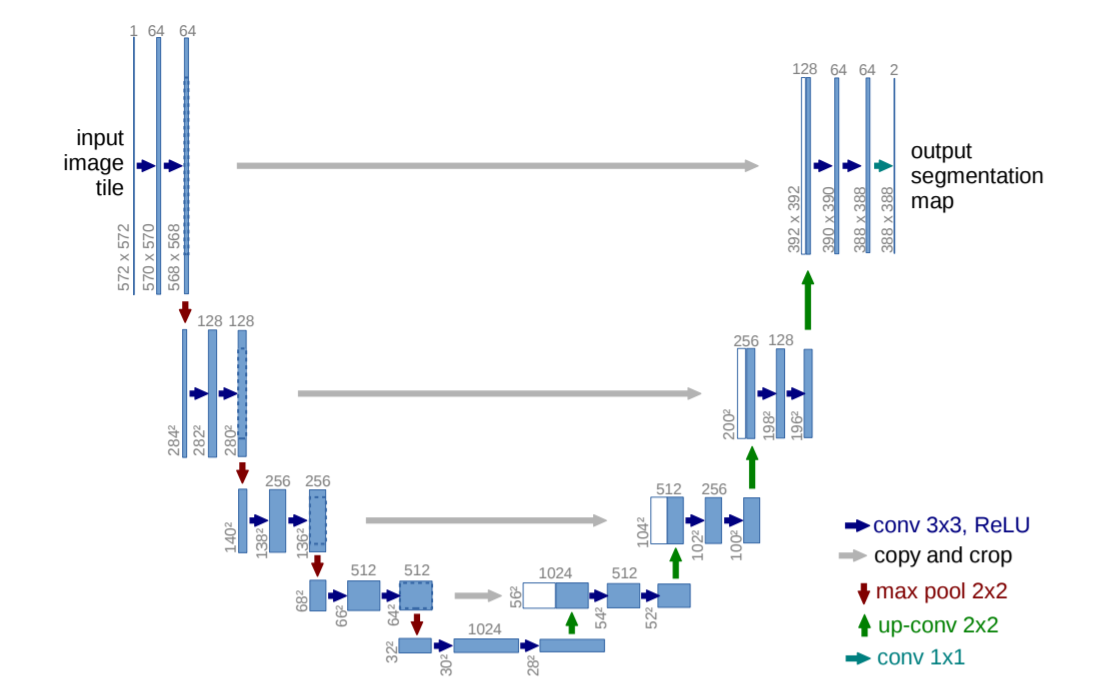 1 64 64
128 64 64 2
input
image
tile
output
segmentation
map
572 x 572
570 x 570
568 x 568
392 x 392
390 x 390
388 x 388
388 x 388
128 128
256 128
284²
282²
280²
200²
198²
196²
256 256
512 256
140²
138²
136²
104²
102²
100²
512 512
1024 512
68²
66²
64²
56²
54²
52²
1024
32²
30²
28²
conv 3x3, ReLU
copy and crop
max pool 2x2
up-conv 2x2
conv 1x1